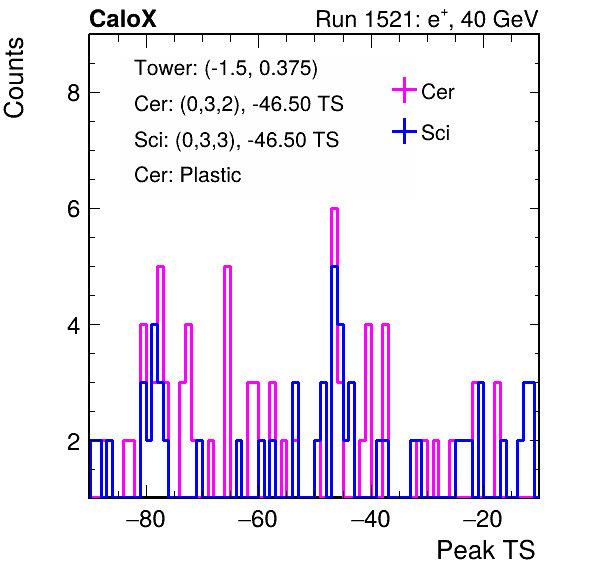 CaloX Run 1521: e⁺, 40 GeV
Counts
Tower: (-1.5, 0.375)
Cer: (0,3,2), -46.50 TS
Sci: (0,3,3), -46.50 TS
Cer: Plastic
Cer
Sci
8
6
4
2
−80 −60 −40 −20
Peak TS